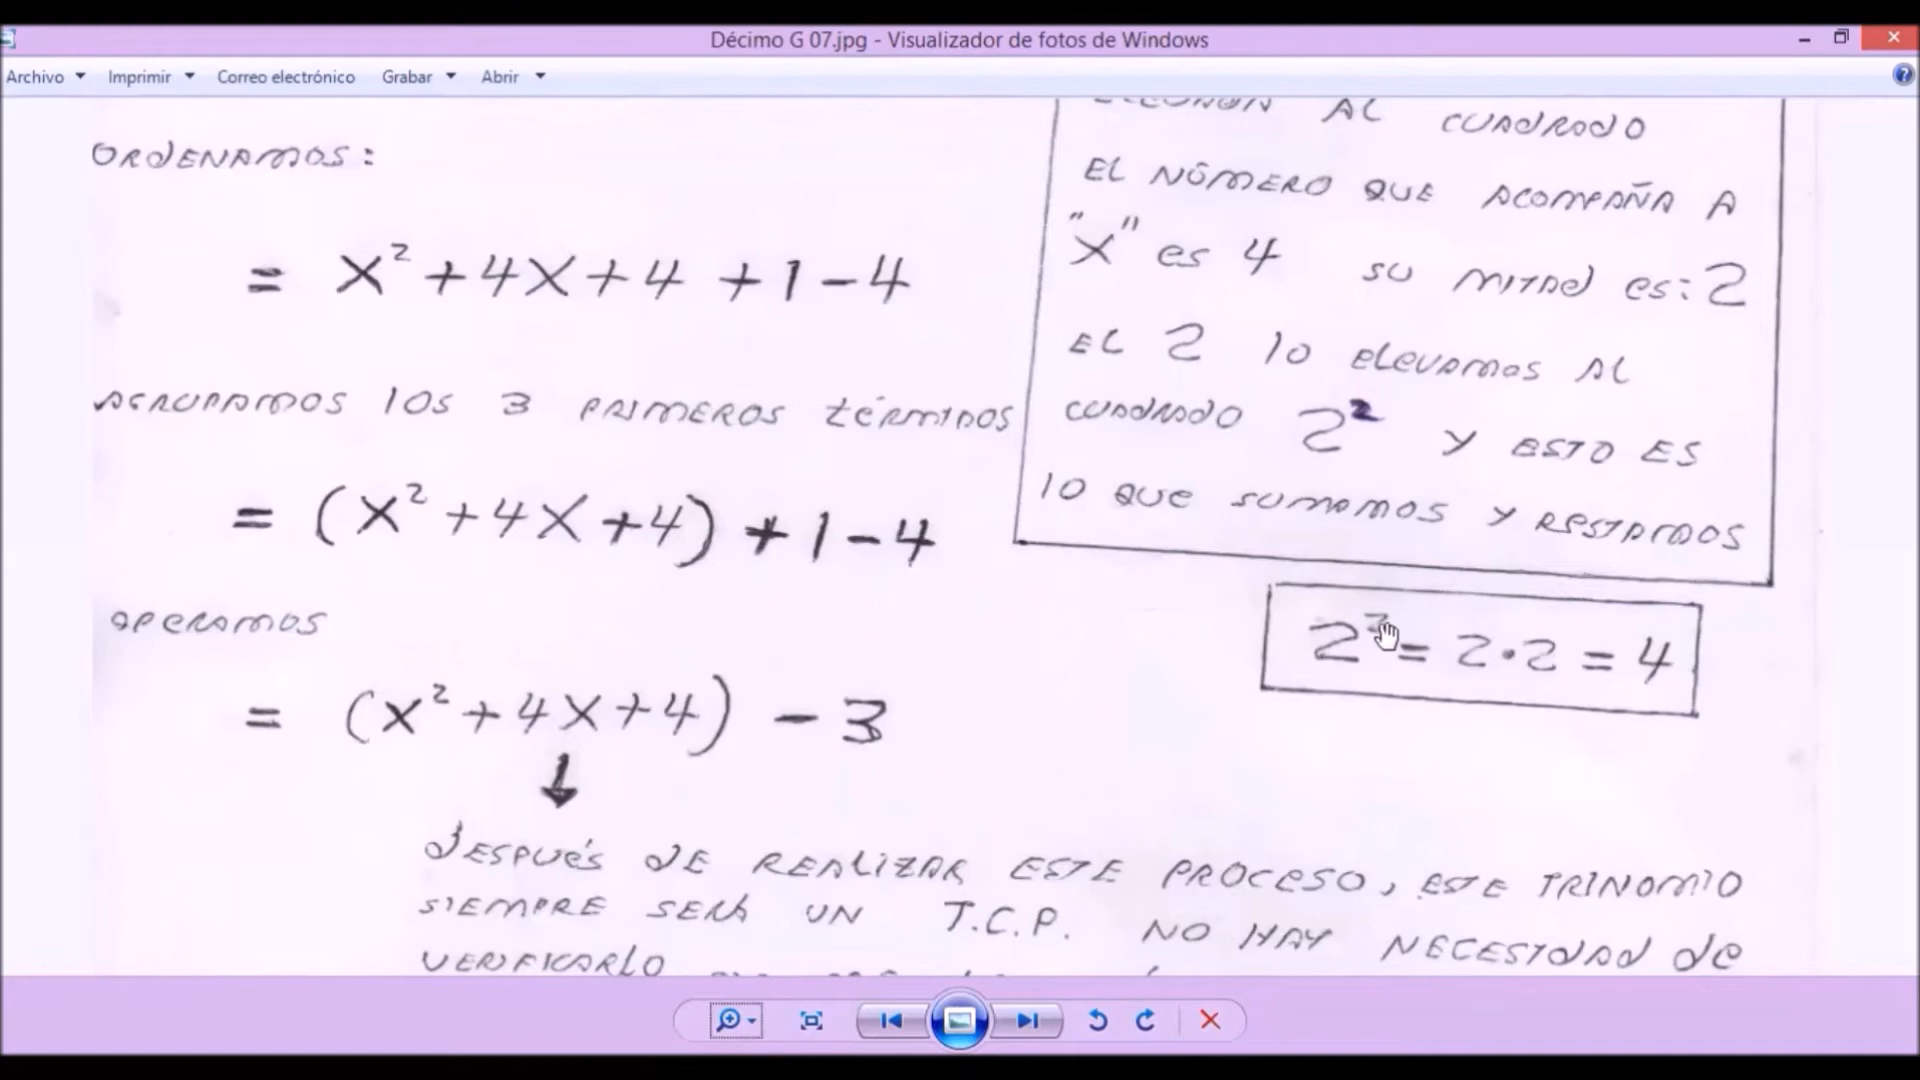 Décimo G 07.jpg - Visualizador de fotos de Windows
Archivo Imprimir Correo electrónico Grabar Abrir
ORDENAMOS:
= X² + 4X + 4 + 1 - 4
AGRUPAMOS LOS 3 PRIMEROS TÉRMINOS
= (X² + 4X + 4) + 1 - 4
OPERAMOS
= (X² + 4X + 4) - 3
DESPUÉS DE REALIZAR ESTE PROCESO, ESTE TRINOMIO
SIEMPRE SERÁ UN T.C.P. NO HAY NECESIDAD de
VERIFICARLO
AL CUADRADO
EL NÚMERO QUE ACOMPAÑA A
"X" es 4 SU MITAD es: 2
EL 2 lo elevamos AL
CUADRADO 2² Y ESTO ES
lo que SUMAMOS Y RESTAMOS
2² = 2·2 = 4